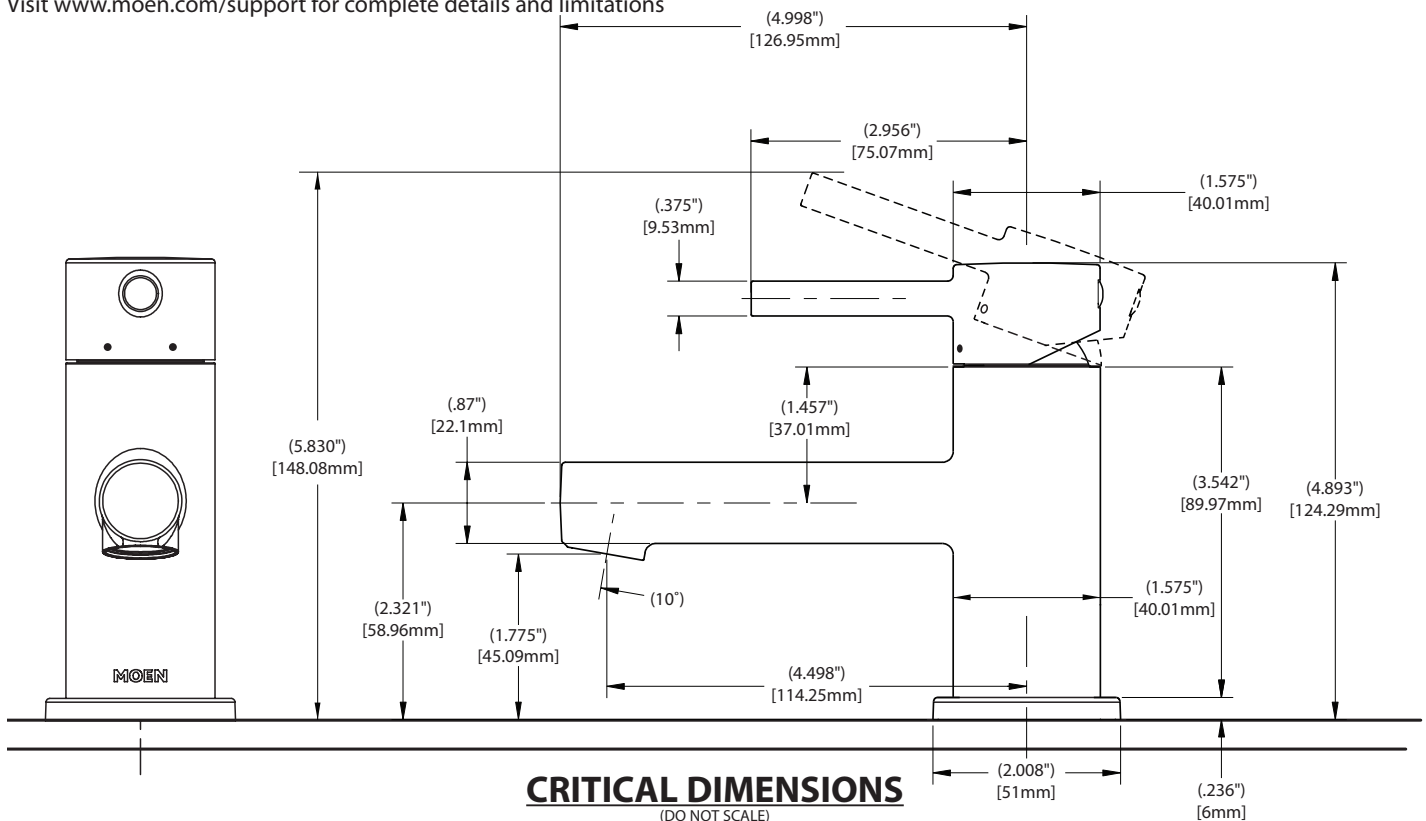 Visit www.moen.com/support for complete details and limitations
(4.998")
[126.95mm]
(2.956")
[75.07mm]
(1.575")
[40.01mm]
(.375")
[9.53mm]
(.87")
[22.1mm]
(1.457")
[37.01mm]
(5.830")
[148.08mm]
(3.542")
[89.97mm]
(4.893")
[124.29mm]
(10°)
(1.575")
[40.01mm]
(2.321")
[58.96mm]
(1.775")
[45.09mm]
(4.498")
[114.25mm]
MOEN
(2.008")
[51mm]
(.236")
[6mm]
CRITICAL DIMENSIONS
(DO NOT SCALE)